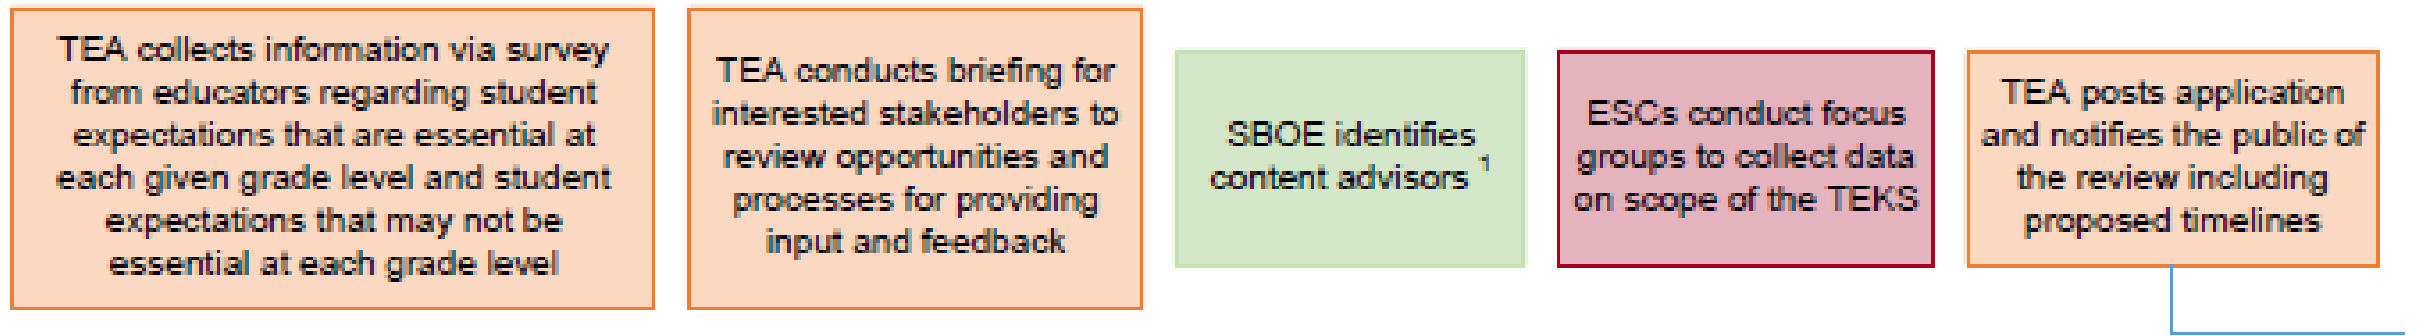 TEA collects information via survey
from educators regarding student
expectations that are essential at
each given grade level and student
expectations that may not be
essential at each grade level
TEA conducts briefing for
interested stakeholders to
review opportunities and
processes for providing
input and feedback
SBOE identifies
content advisors 1
ESCs conduct focus
groups to collect data
on scope of the TEKS
TEA posts application
and notifies the public of
the review including
proposed timelines